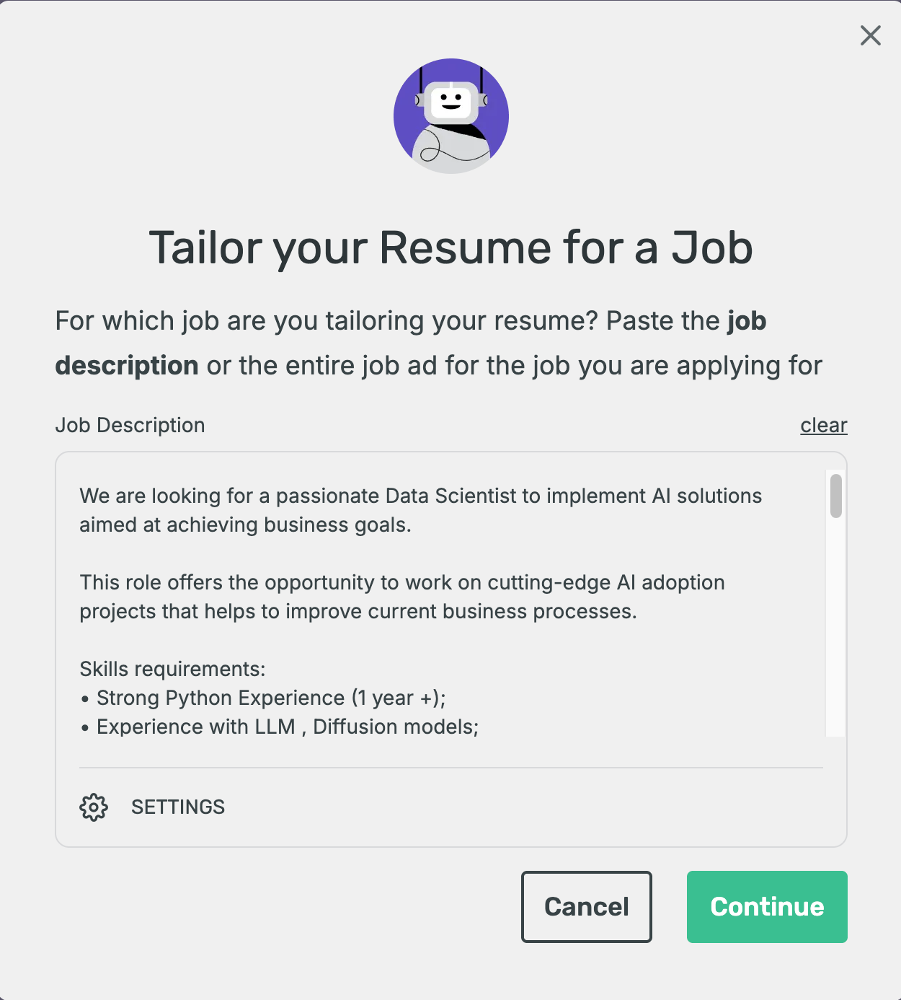 Tailor your Resume for a Job
For which job are you tailoring your resume? Paste the job
description or the entire job ad for the job you are applying for
Job Description
clear
We are looking for a passionate Data Scientist to implement AI solutions
aimed at achieving business goals.
This role offers the opportunity to work on cutting-edge AI adoption
projects that helps to improve current business processes.
Skills requirements:
• Strong Python Experience (1 year +);
• Experience with LLM , Diffusion models;
SETTINGS
Cancel
Continue